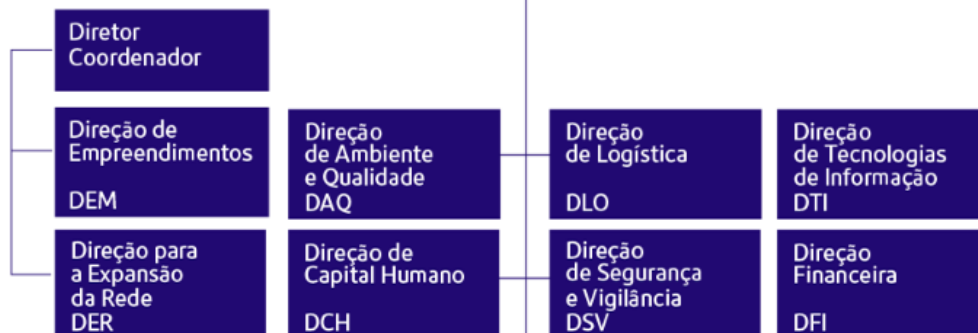 Diretor
Coordenador
Direção de
Empreendimentos
DEM
Direção
de Ambiente
e Qualidade
DAQ
Direção
de Logística
DLO
Direção
de Tecnologias
de Informação
DTI
Direção para
a Expansão
da Rede
DER
Direção de
Capital Humano
DCH
Direção
de Segurança
e Vigilância
DSV
Direção
Financeira
DFI